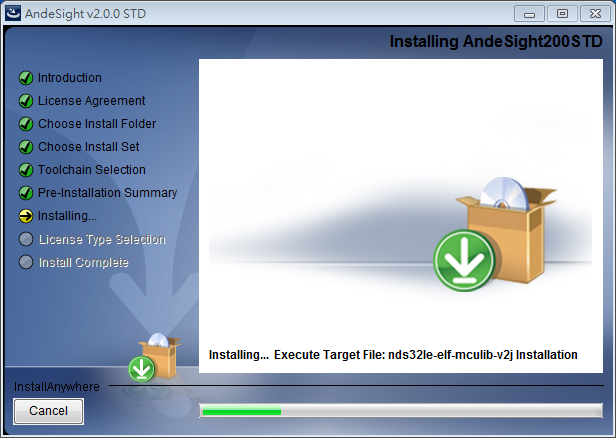 AndeSight v2.0.0 STD
Installing AndeSight200STD
Introduction
License Agreement
Choose Install Folder
Choose Install Set
Toolchain Selection
Pre-Installation Summary
Installing...
License Type Selection
Install Complete
Installing... Execute Target File: nds32le-elf-mculib-v2j Installation
InstallAnywhere
Cancel